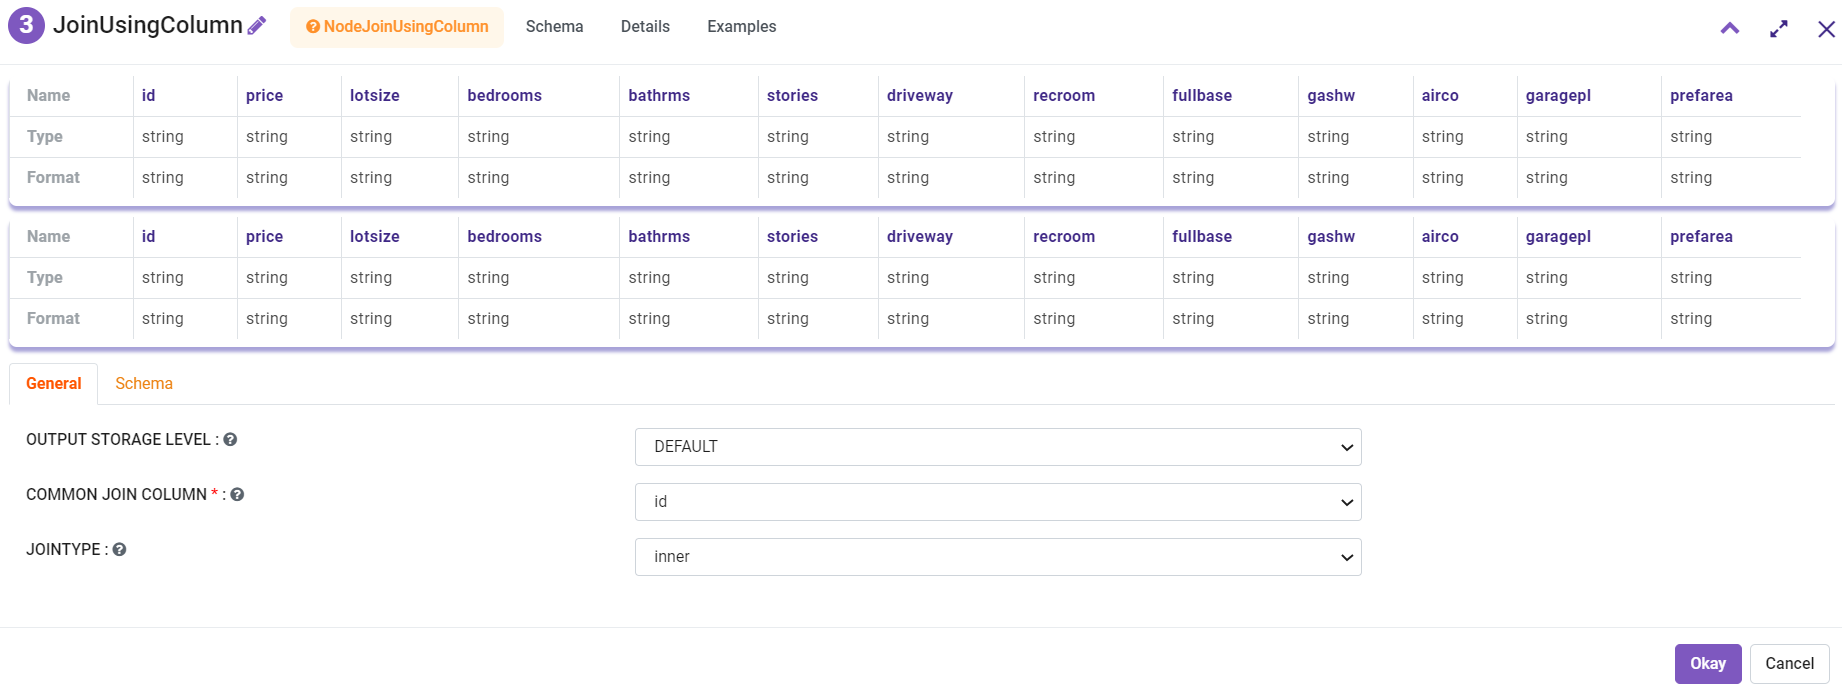 3 JoinUsingColumn NodeJoinUsingColumn Schema Details Examples
Name id price lotsize bedrooms bathrms stories driveway recroom fullbase gashw airco garagepl prefarea
Type string string string string string string string string string string string string string
Format string string string string string string string string string string string string string
Name id price lotsize bedrooms bathrms stories driveway recroom fullbase gashw airco garagepl prefarea
Type string string string string string string string string string string string string string
Format string string string string string string string string string string string string string
General Schema
OUTPUT STORAGE LEVEL : DEFAULT
COMMON JOIN COLUMN * : id
JOINTYPE : inner
Okay Cancel